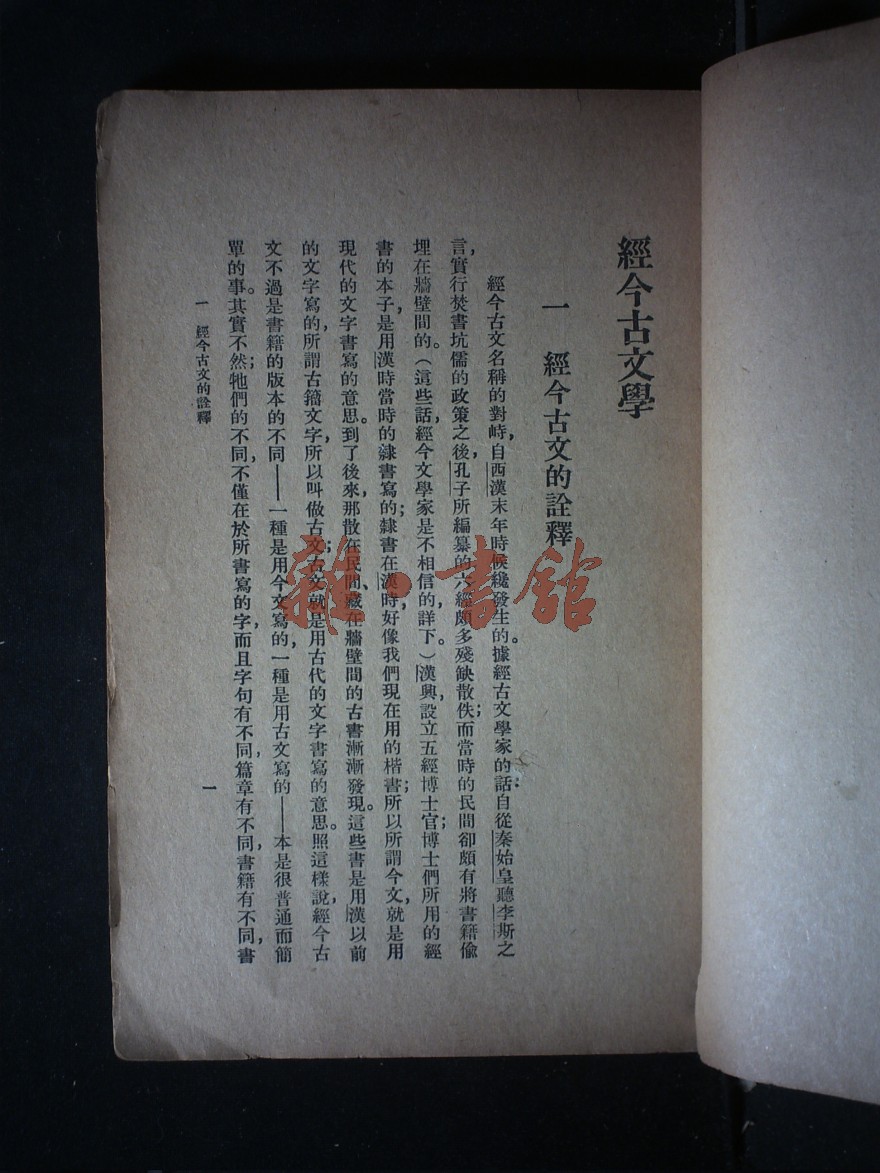 經今古文學
一　經今古文的詮釋
經今古文名稱的對峙，自西漢末年時候纔發生的。據經古文學家的話：自從秦始皇聽李斯之
言，實行焚書坑儒的政策之後，孔子所編纂的六經頗多殘缺散佚；而當時的民間卻頗有將書籍偷
埋在牆壁間的。（這些話經今文學家是不相信的，詳下。）漢興，設立五經博士官；博士們所用的經
書的本子，是用漢時當時的隸書寫的；隸書在漢時，好像我們現在用的楷書；所以所謂今文，就是用
現代的文字書寫的意思。到了後來，那散在民間、藏在牆壁間的古書漸漸發現。這些書是用漢以前
的文字寫的，所謂古籀文字，所以叫做古文；古文就是用古代的文字書寫的意思。照這樣說，經今古
文不過是書籍的版本的不同——一種是用今文寫的，一種是用古文寫的——本是很普通而簡
單的事。其實不然；牠們的不同，不僅在於所書寫的字，而且字句有不同，篇章有不同，書籍有不同，書
一　經今古文的詮釋
一
雜·書館